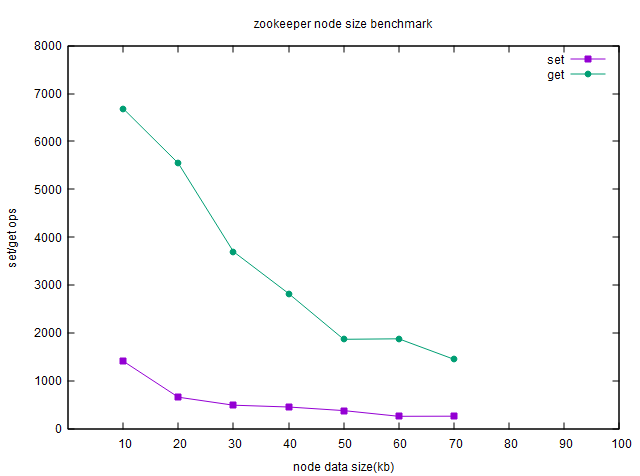 zookeeper node size benchmark
set
get
8000
7000
6000
5000
4000
3000
2000
1000
0
set/get ops
10 20 30 40 50 60 70 80 90 100
node data size(kb)